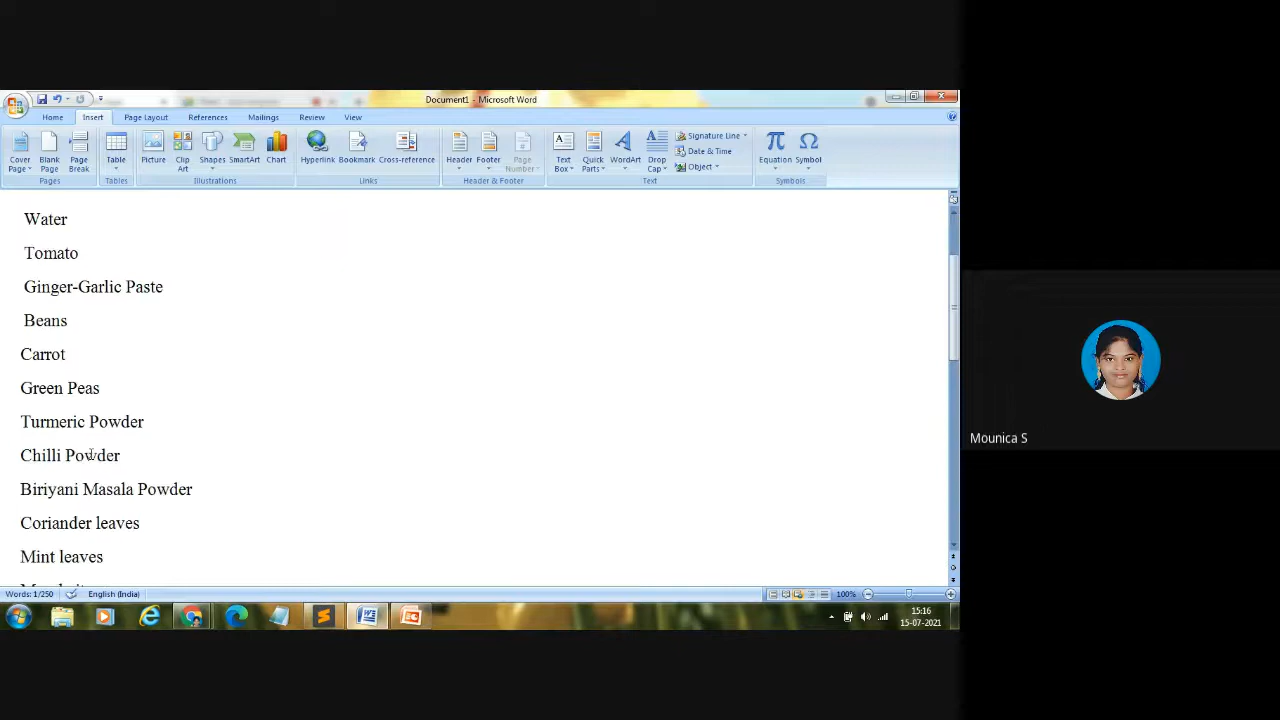 Document1 - Microsoft Word
Home Insert Page Layout References Mailings Review View
Cover Page Blank Page Page Break Table Picture Clip Art Shapes SmartArt Chart Hyperlink Bookmark Cross-reference Header Footer Page Number Text Box Quick Parts WordArt Drop Cap Signature Line Date & Time Object Equation Symbol
Pages Tables Illustrations Links Header & Footer Text Symbols
Water
Tomato
Ginger-Garlic Paste
Beans
Carrot
Green Peas
Turmeric Powder
Chilli Powder
Biriyani Masala Powder
Coriander leaves
Mint leaves
Mounica S
Words: 1/250 English (India) 100%
15:16
15-07-2021